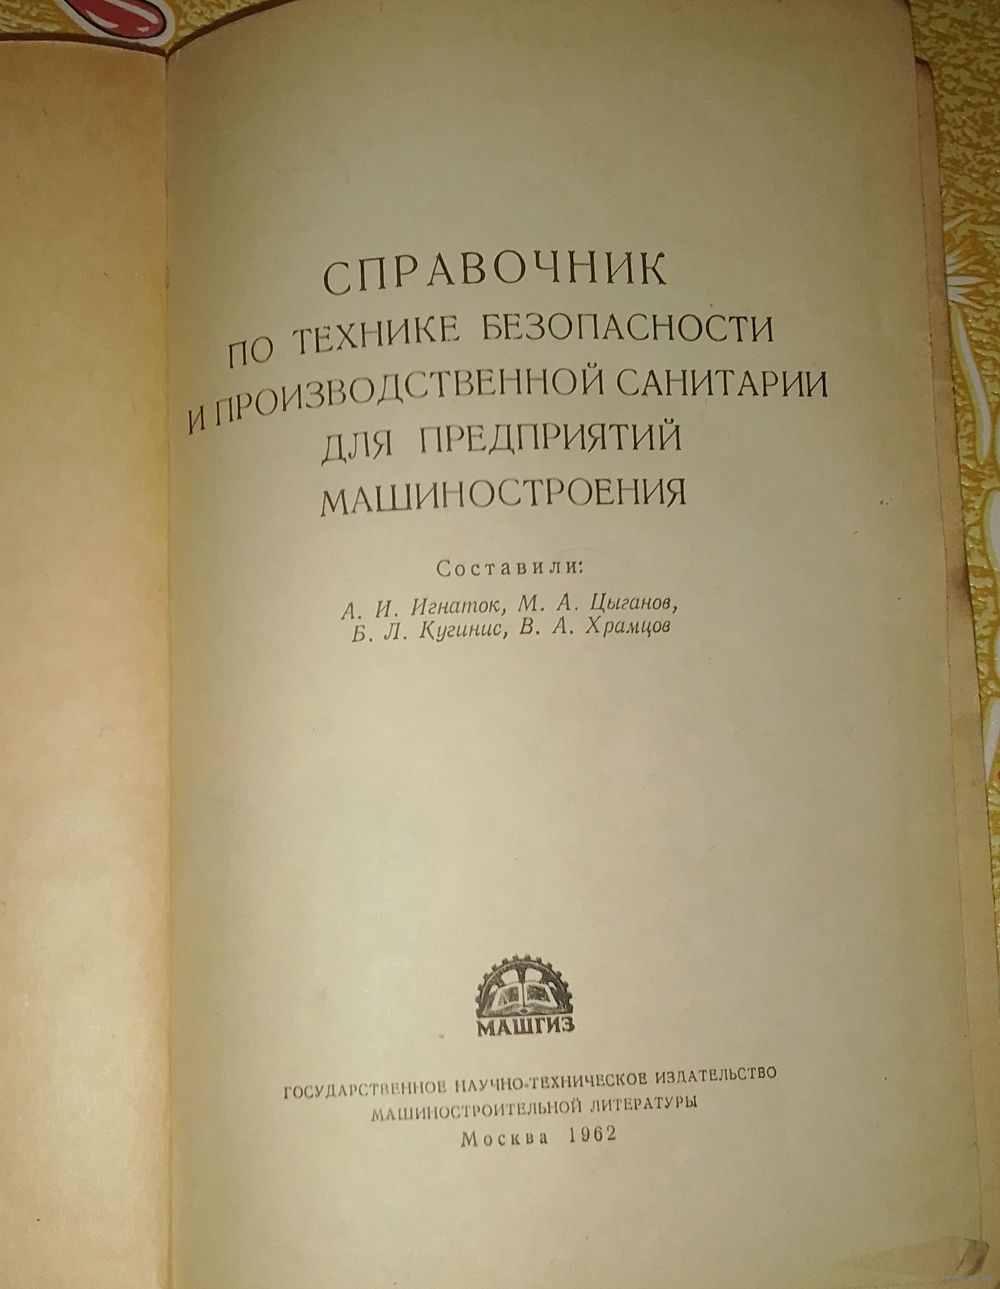 СПРАВОЧНИК
ПО ТЕХНИКЕ БЕЗОПАСНОСТИ
И ПРОИЗВОДСТВЕННОЙ САНИТАРИИ
ДЛЯ ПРЕДПРИЯТИЙ
МАШИНОСТРОЕНИЯ
Составили:
А. И. Игнаток, М. А. Цыганов,
Б. Л. Кугинис, В. А. Храмцов
МАШГИЗ
ГОСУДАРСТВЕННОЕ НАУЧНО-ТЕХНИЧЕСКОЕ ИЗДАТЕЛЬСТВО
МАШИНОСТРОИТЕЛЬНОЙ ЛИТЕРАТУРЫ
Москва 1962